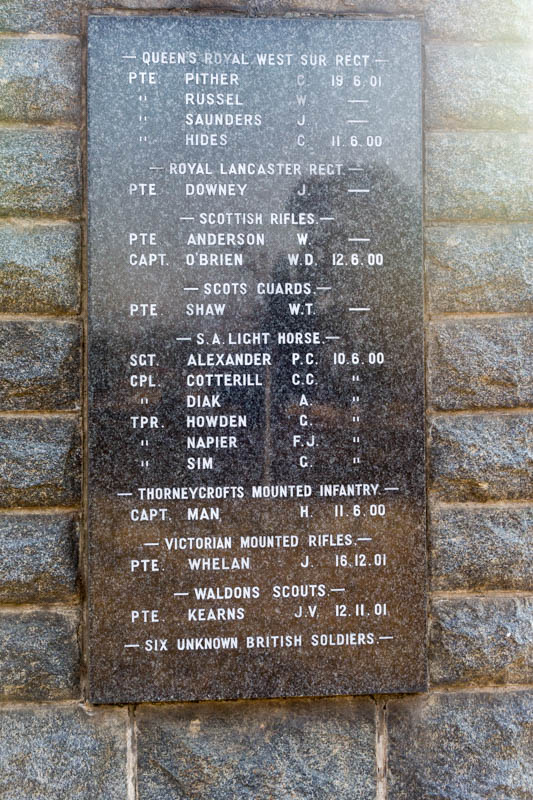 — QUEEN'S ROYAL WEST SUR REGT —
PTE. PITHER C. 19.6.01
" RUSSEL W. —
" SAUNDERS J. —
" HIDES C. 11.6.00
— ROYAL LANCASTER REGT. —
PTE. DOWNEY J. —
— SCOTTISH RIFLES. —
PTE. ANDERSON W. —
CAPT. O'BRIEN W.D. 12.6.00
— SCOTS GUARDS. —
PTE. SHAW W.T. —
— S.A. LIGHT HORSE. —
SGT. ALEXANDER P.C. 10.6.00
CPL. COTTERILL C.C. "
" DIAK A. "
TPR. HOWDEN G. "
" NAPIER F.J. "
" SIM G. "
— THORNEYCROFTS MOUNTED INFANTRY —
CAPT. MAN H. 11.6.00
— VICTORIAN MOUNTED RIFLES. —
PTE. WHELAN J. 16.12.01
— WALDONS SCOUTS. —
PTE. KEARNS J.V. 12.11.01
— SIX UNKNOWN BRITISH SOLDIERS. —